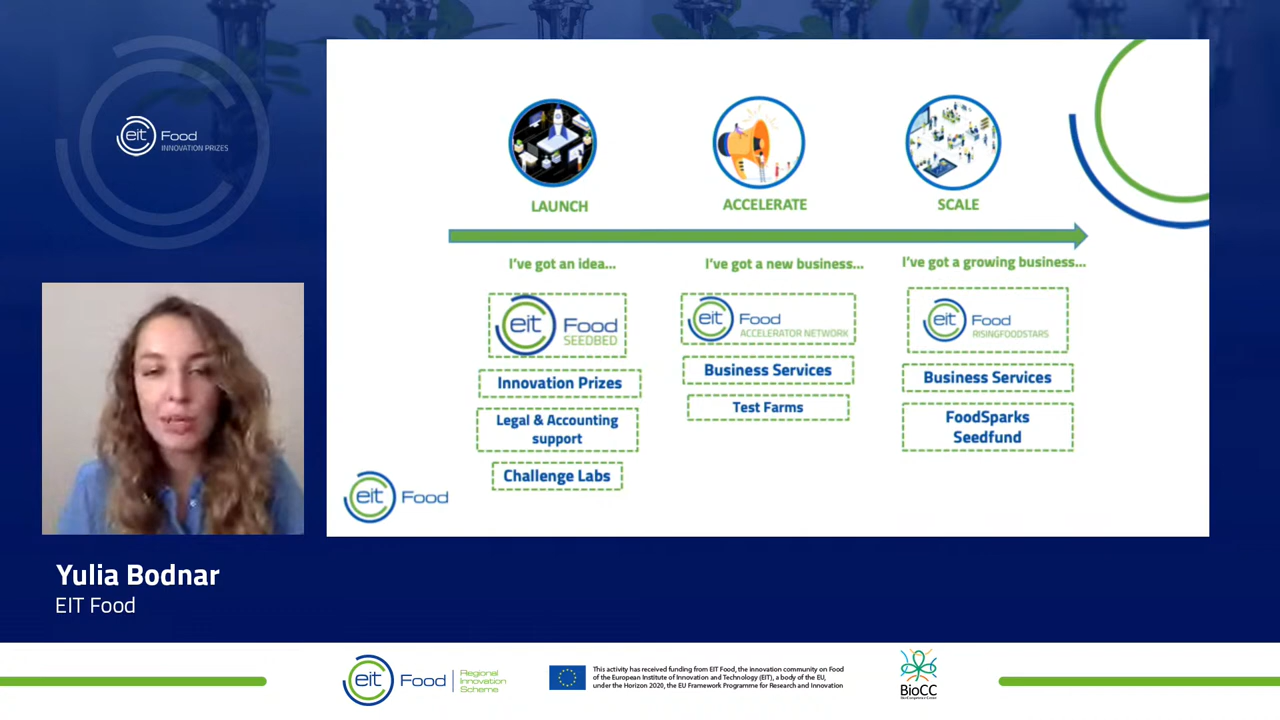 eit Food
INNOVATION PRIZES
LAUNCH
ACCELERATE
SCALE
I've got an idea...
I've got a new business...
I've got a growing business...
eit Food
SEEDBED
eit Food
ACCELERATOR NETWORK
eit Food
RISINGFOODSTARS
Innovation Prizes
Business Services
Business Services
Legal & Accounting
support
Test Farms
FoodSparks
Seedfund
Challenge Labs
eit Food
Yulia Bodnar
EIT Food
eit Food
Regional
Innovation
Scheme
This activity has received funding from EIT Food, the innovation community on Food
of the European Institute of Innovation and Technology (EIT), a body of the EU,
under the Horizon 2020, the EU Framework Programme for Research and Innovation
BioCC